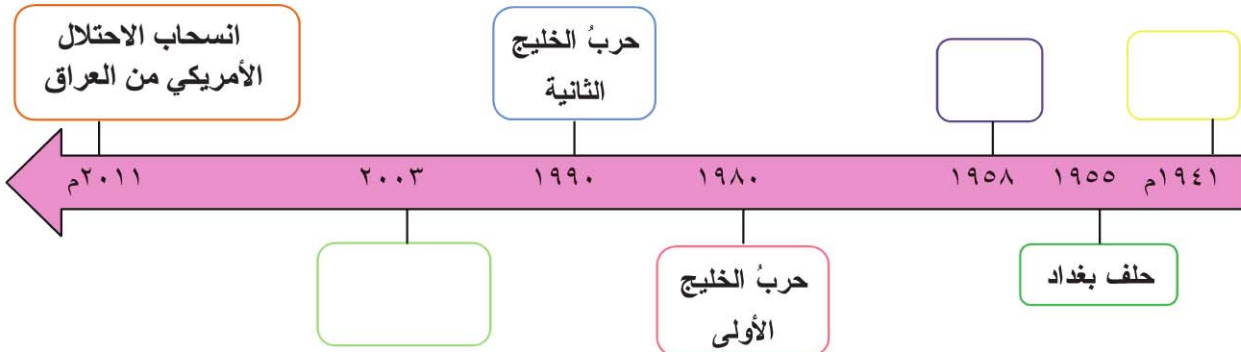 انسحاب الاحتلال
الأمريكي من العراق
حربُ الخليج
الثانية
١٩٤١م
١٩٥٥
١٩٥٨
١٩٨٠
١٩٩٠
٢٠٠٣
٢٠١١م
حلف بغداد
حربُ الخليج
الأولى